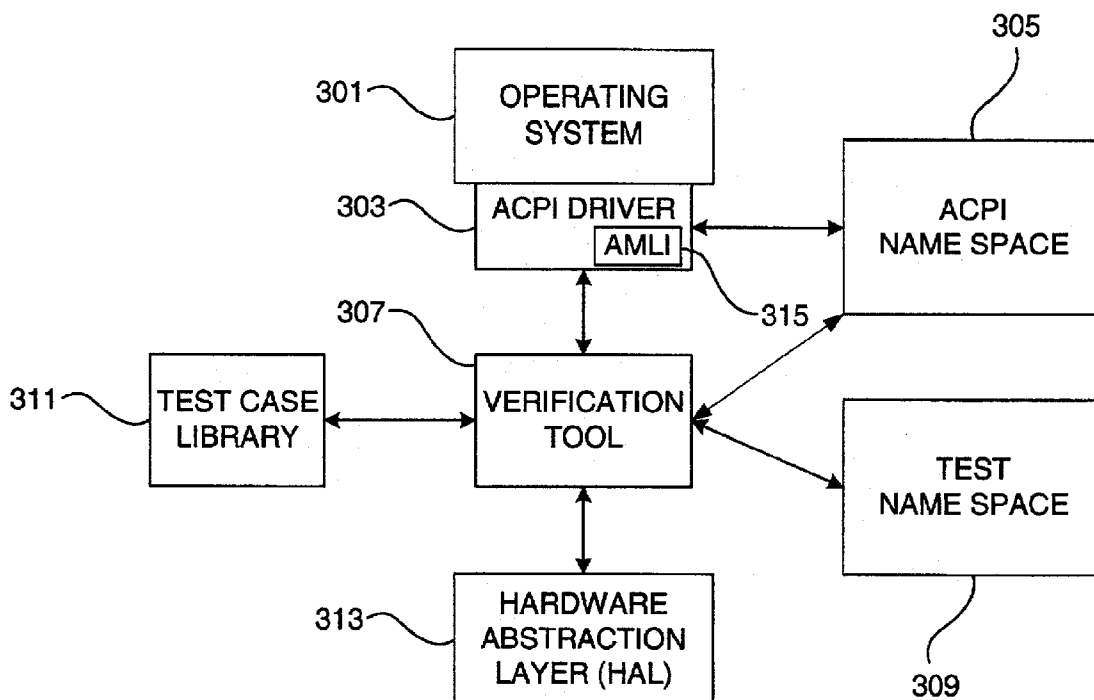 305
301
OPERATING
SYSTEM
303
ACPI DRIVER
AMLI
ACPI
NAME SPACE
315
307
311
TEST CASE
LIBRARY
VERIFICATION
TOOL
TEST
NAME SPACE
313
HARDWARE
ABSTRACTION
LAYER (HAL)
309